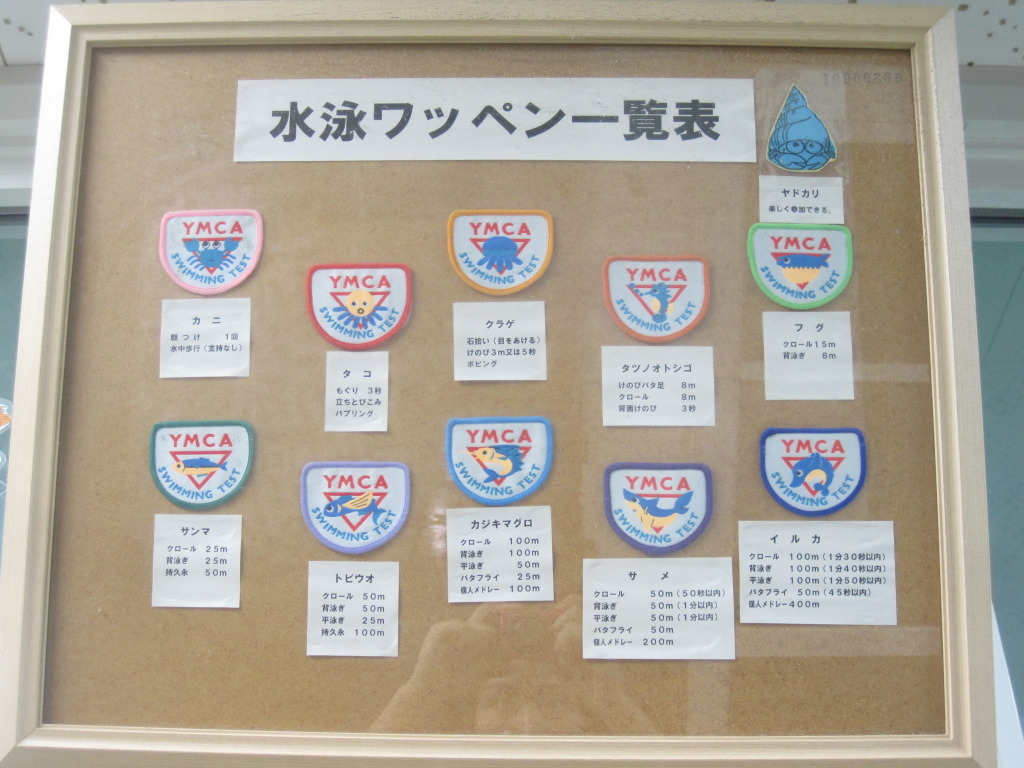 水泳ワッペン一覧表
ヤドカリ
楽しく参加できる。
YMCA
SWIMMING TEST
カニ
顔つけ 1回
水中歩行(支持なし)
YMCA
SWIMMING TEST
タコ
もぐり 3秒
立ちとびこみ
バブリング
YMCA
SWIMMING TEST
クラゲ
石拾い(目をあける)
けのび3m又は5秒
ボビング
YMCA
SWIMMING TEST
タツノオトシゴ
けのびバタ足 8m
クロール 8m
背面けのび 3秒
YMCA
SWIMMING TEST
フグ
クロール15m
背泳ぎ 8m
YMCA
SWIMMING TEST
サンマ
クロール 25m
背泳ぎ 25m
持久永 50m
YMCA
SWIMMING TEST
トビウオ
クロール 50m
背泳ぎ 50m
平泳ぎ 25m
持久永 100m
YMCA
SWIMMING TEST
カジキマグロ
クロール 100m
背泳ぎ 100m
平泳ぎ 50m
バタフライ 25m
個人メドレー 100m
YMCA
SWIMMING TEST
サメ
クロール 50m(50秒以内)
背泳ぎ 50m(1分以内)
平泳ぎ 50m(1分以内)
バタフライ 50m
個人メドレー 200m
YMCA
SWIMMING TEST
イルカ
クロール 100m(1分30秒以内)
背泳ぎ 100m(1分40秒以内)
平泳ぎ 100m(1分50秒以内)
バタフライ 50m(45秒以内)
個人メドレー400m